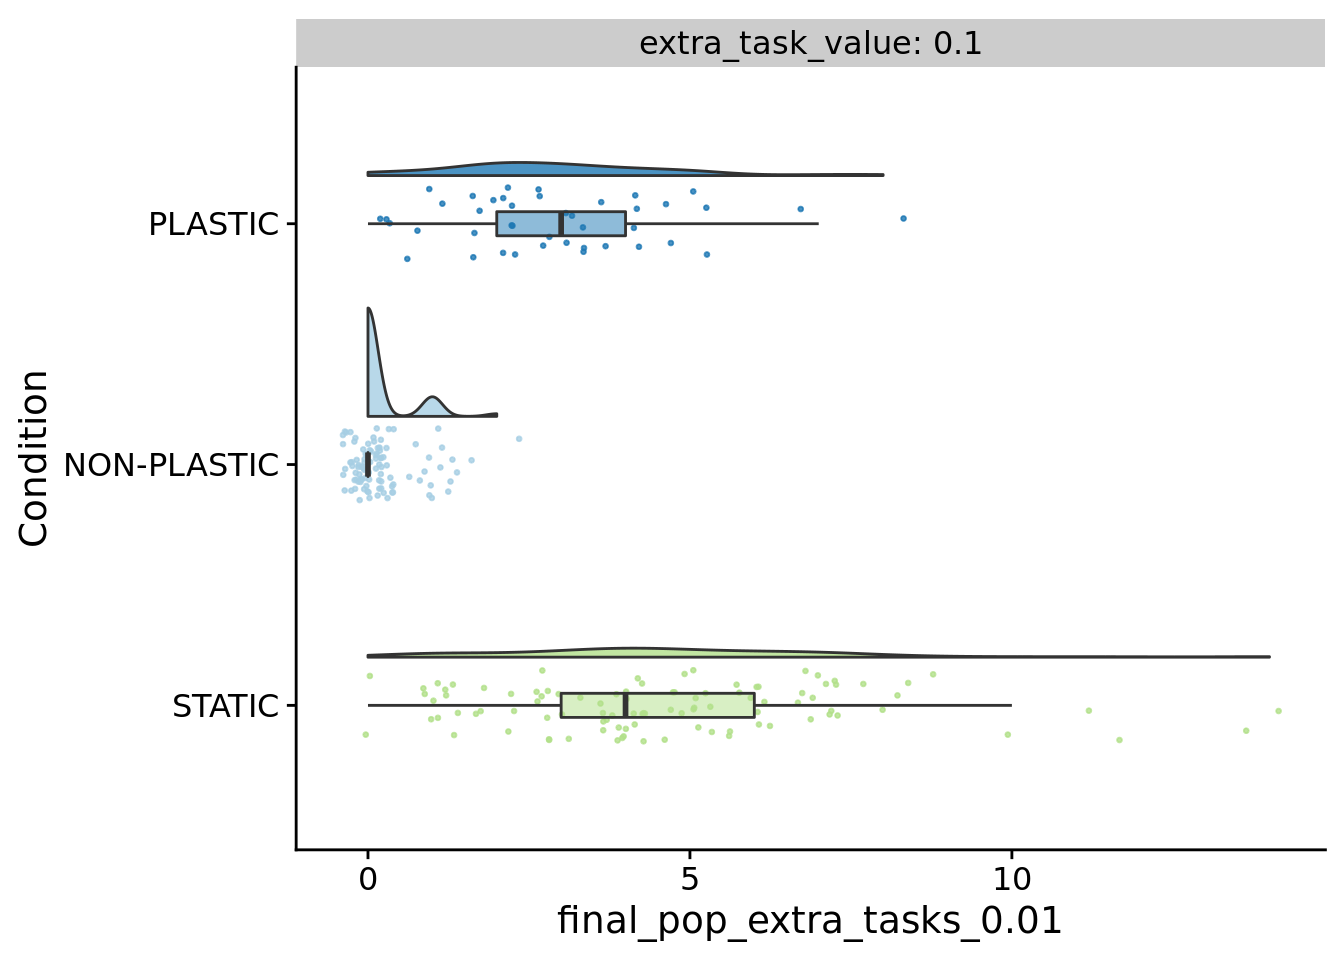 extra_task_value: 0.1
PLASTIC
NON-PLASTIC
STATIC
Condition
0 5 10
final_pop_extra_tasks_0.01